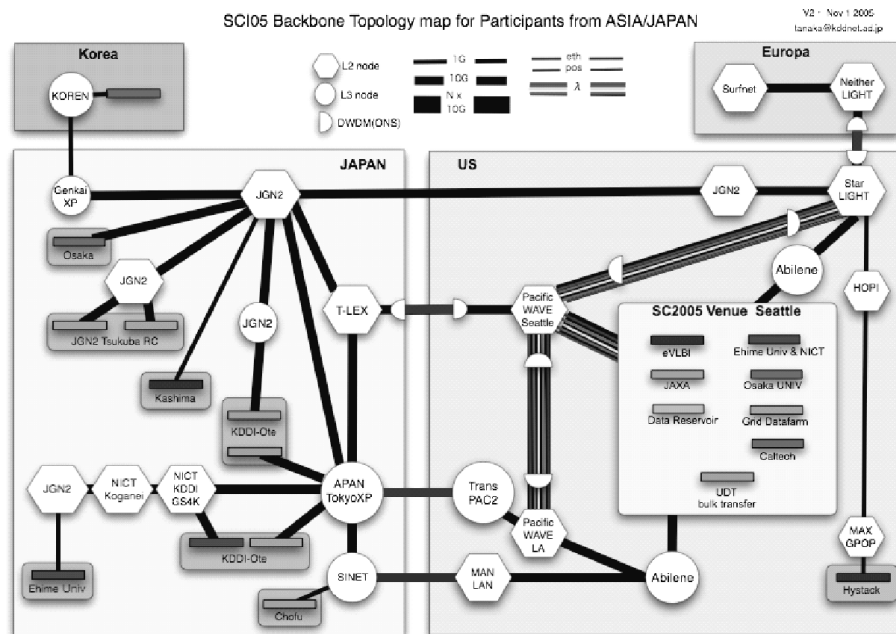 SCI05 Backbone Topology map for Participants from ASIA/JAPAN
V2 · Nov 1 2005
tanaka@kddnet.ad.jp
Korea
KOREN
L2 node
L3 node
DWDM(ONS)
1G
10G
N x
10G
eth
pos
λ
Europa
Surfnet
Neither
LIGHT
JAPAN
US
Genkai
XP
JGN2
JGN2
Star
LIGHT
Osaka
JGN2
JGN2 Tsukuba RC
JGN2
T-LEX
Pacific
WAVE
Seattle
Abilene
HOPI
Kashima
KDDI-Ote
SC2005 Venue Seattle
eVLBI
Ehime Univ & NICT
JAXA
Osaka UNIV
Data Reservoir
Grid Datafarm
Caltech
UDT
bulk transfer
JGN2
NICT
Koganei
NICT
KDDI
GS4K
APAN
TokyoXP
Trans
PAC2
Pacific
WAVE
LA
MAX
GPOP
KDDI-Ote
Ehime Univ
SINET
MAN
LAN
Abilene
Hystack
Chofu